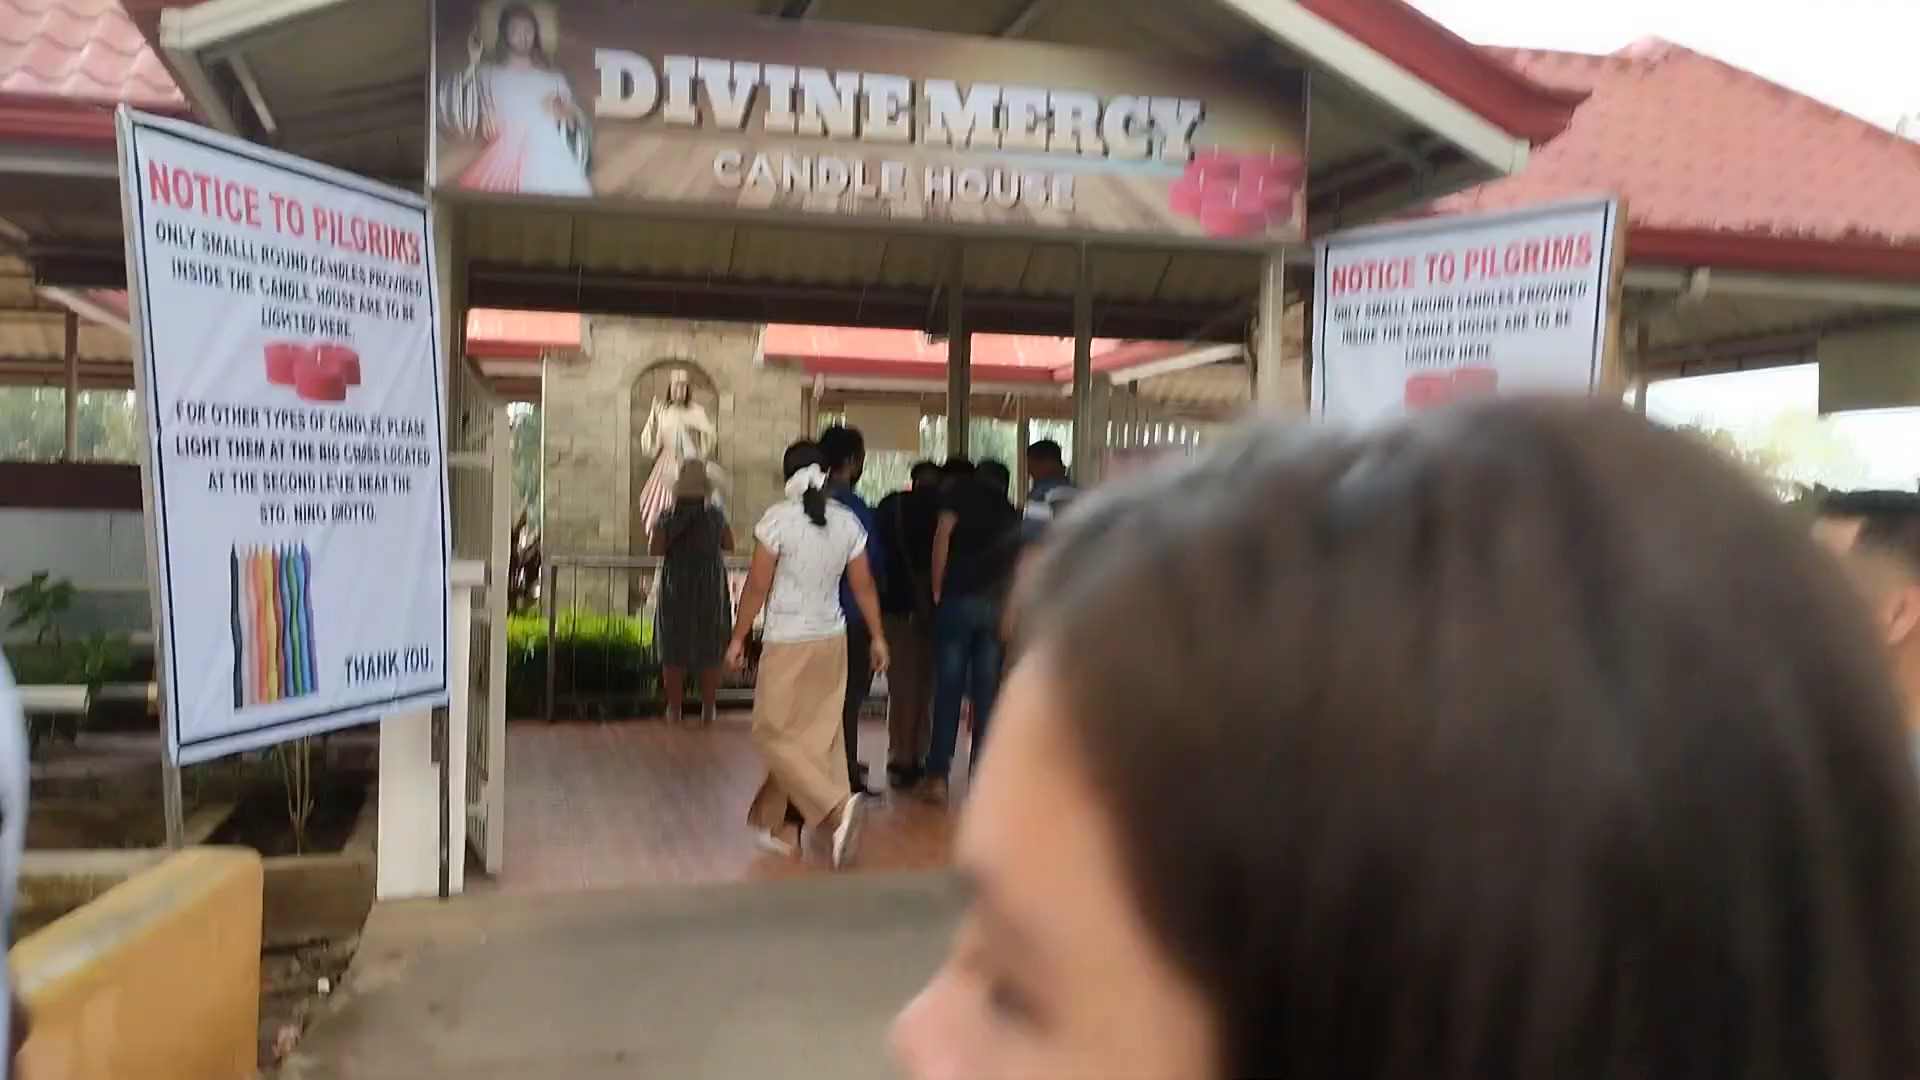 DIVINE MERCY
CANDLE HOUSE
NOTICE TO PILGRIMS
ONLY SMALLL ROUND CANDLES PROVIDED
INSIDE THE CANDLE HOUSE ARE TO BE
LIGHTED HERE.
FOR OTHER TYPES OF CANDLES, PLEASE
LIGHT THEM AT THE BIG CROSS LOCATED
AT THE SECOND LEVEL NEAR THE
STO. NINO GROTTO.
THANK YOU.
NOTICE TO PILGRIMS
ONLY SMALL ROUND CANDLES PROVIDED
INSIDE THE CANDLE HOUSE ARE TO BE
LIGHTED HERE.